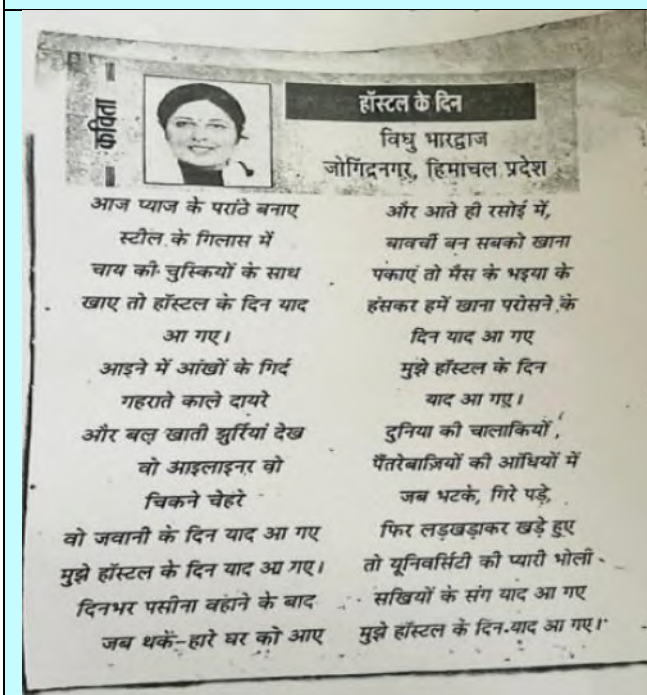 कविता
हॉस्टल के दिन
विधु भारद्वाज
जोगिंद्रनगर, हिमाचल प्रदेश
आज प्याज के परांठे बनाए
स्टील के गिलास में
चाय की चुस्कियों के साथ
खाए तो हॉस्टल के दिन याद
आ गए।
आइने में आंखों के गिर्द
गहराते काले दायरे
और बल खाती झुर्रियां देख
वो आइलाइनर वो
चिकने चेहरे
वो जवानी के दिन याद आ गए
मुझे हॉस्टल के दिन याद आ गए।
दिनभर पसीना बहाने के बाद
जब थके-हारे घर को आए
और आते ही रसोई में,
बावर्ची बन सबको खाना
पकाएं तो मैस के भइया के
हंसकर हमें खाना परोसने के
दिन याद आ गए
मुझे हॉस्टल के दिन
याद आ गए।
दुनिया की चालाकियों,
पैंतरेबाज़ियों की आंधियों में
जब भटके, गिरे पड़े,
फिर लड़खड़ाकर खड़े हुए
तो यूनिवर्सिटी की प्यारी भोली-
सखियों के संग याद आ गए
मुझे हॉस्टल के दिन याद आ गए।